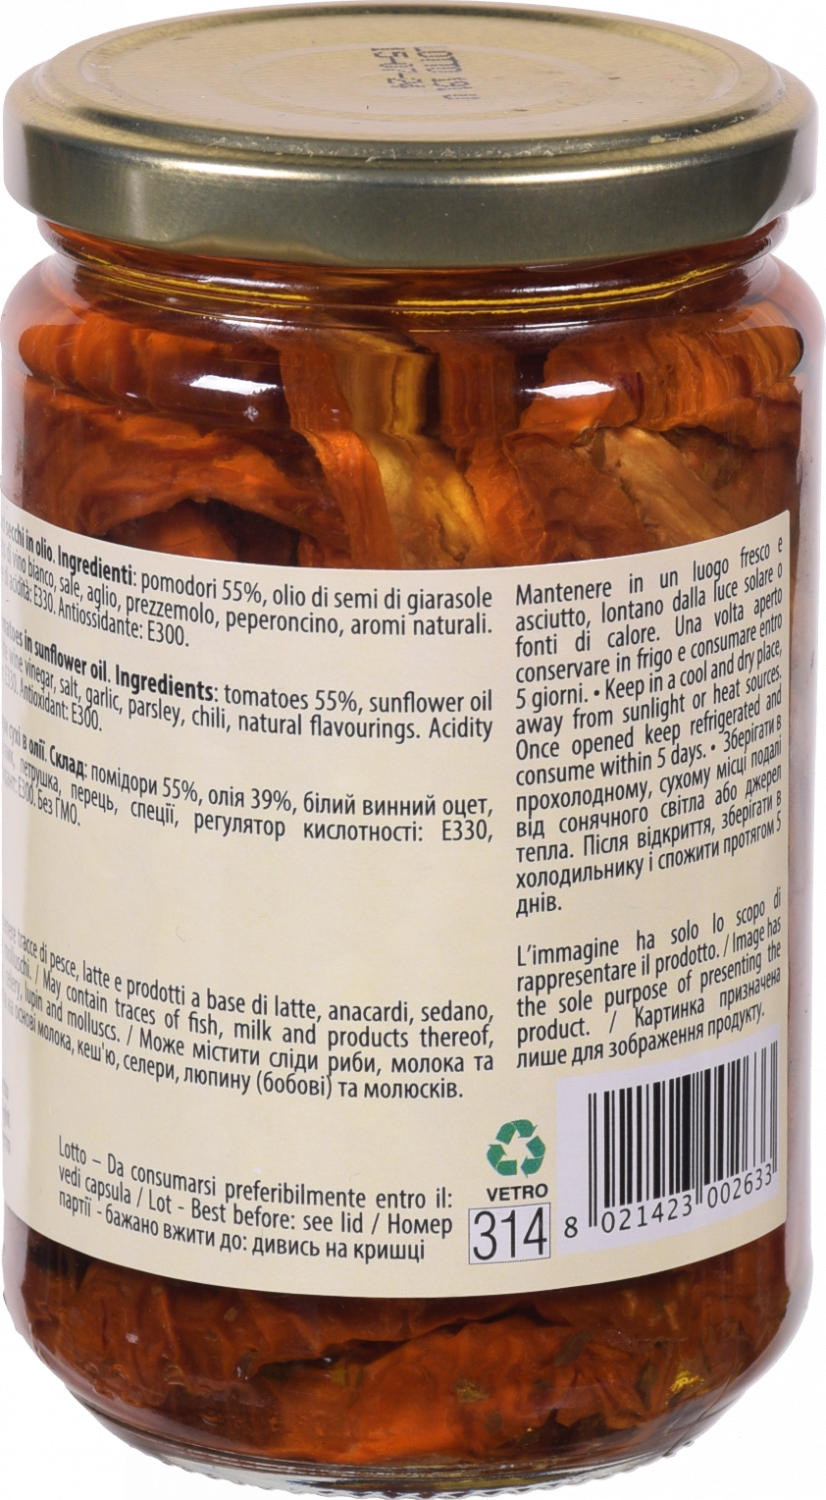 secchi in olio. Ingredienti: pomodori 55%, olio di semi di giarasole
di vino bianco, sale, aglio, prezzemolo, peperoncino, aromi naturali.
di acidità: E330. Antiossidante: E300.
in sunflower oil. Ingredients: tomatoes 55%, sunflower oil
wine vinegar, salt, garlic, parsley, chili, natural flavourings. Acidity
E330. Antioxidant: E300.
сухі в олії. Склад: помідори 55%, олія 39%, білий винний оцет,
петрушка, перець, спеції, регулятор кислотності: Е330,
Е300. Без ГМО.
tracce di pesce, latte e prodotti a base di latte, anacardi, sedano,
/ May contain traces of fish, milk and products thereof,
lupin and molluscs. / Може містити сліди риби, молока та
основі молока, кеш'ю, селери, люпину (бобові) та молюсків.
Lotto – Da consumarsi preferibilmente entro il:
vedi capsula / Lot - Best before: see lid / Номер
партії - бажано вжити до: дивись на кришці
Mantenere in un luogo fresco e
asciutto, lontano dalla luce solare o
fonti di calore. Una volta aperto
conservare in frigo e consumare entro
5 giorni. • Keep in a cool and dry place,
away from sunlight or heat sources.
Once opened keep refrigerated and
consume within 5 days. • Зберігати в
прохолодному, сухому місці подалі
від сонячного світла або джерел
тепла. Після відкриття, зберігати в
холодильнику і спожити протягом 5
днів.
L'immagine ha solo lo scopo di
rappresentare il prodotto. / Image has
the sole purpose of presenting the
product. / Картинка призначена
лише для зображення продукту.
VETRO
314
8 021423 002633